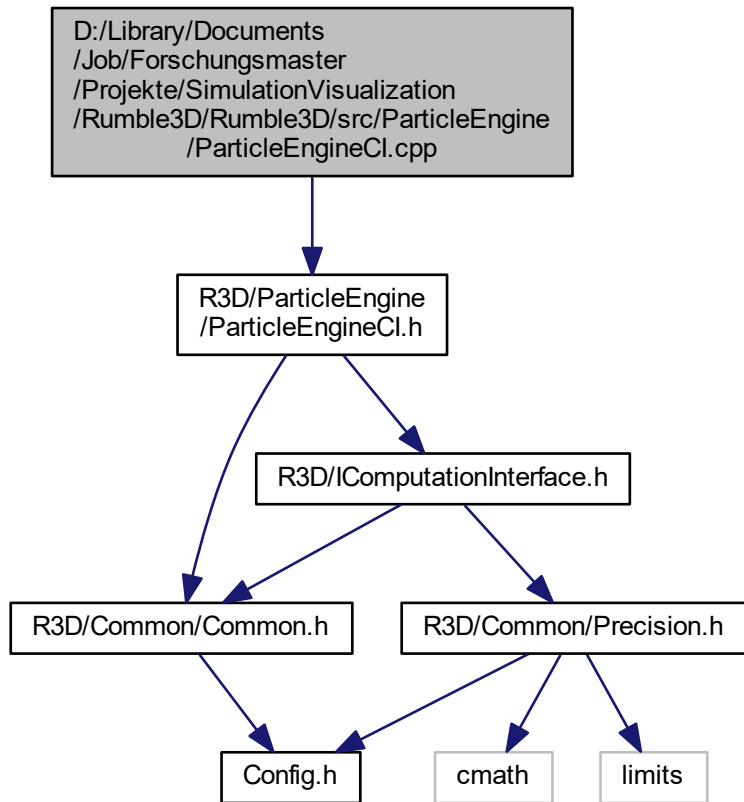 D:/Library/Documents
/Job/Forschungsmaster
/Projekte/SimulationVisualization
/Rumble3D/Rumble3D/src/ParticleEngine
/ParticleEngineCI.cpp
R3D/ParticleEngine
/ParticleEngineCI.h
R3D/IComputationInterface.h
R3D/Common/Common.h
R3D/Common/Precision.h
Config.h
cmath
limits